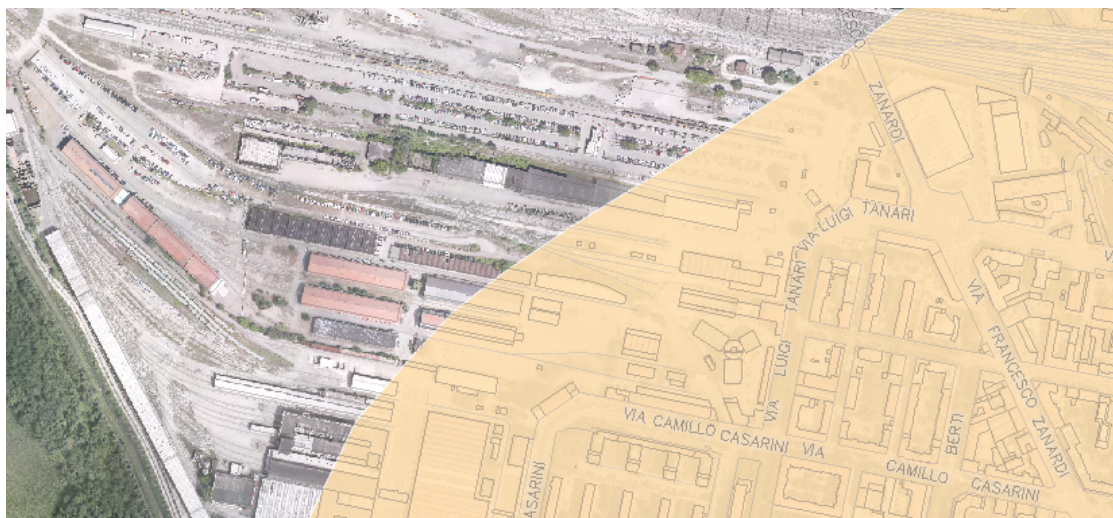 ZANARDI
VIA LUIGI TANARI
VIA LUIGI TANARI
VIA FRANCESCO ZANARDI
VIA CAMILLO CASARINI
VIA CAMILLO CASARINI
BERTI
CASARINI